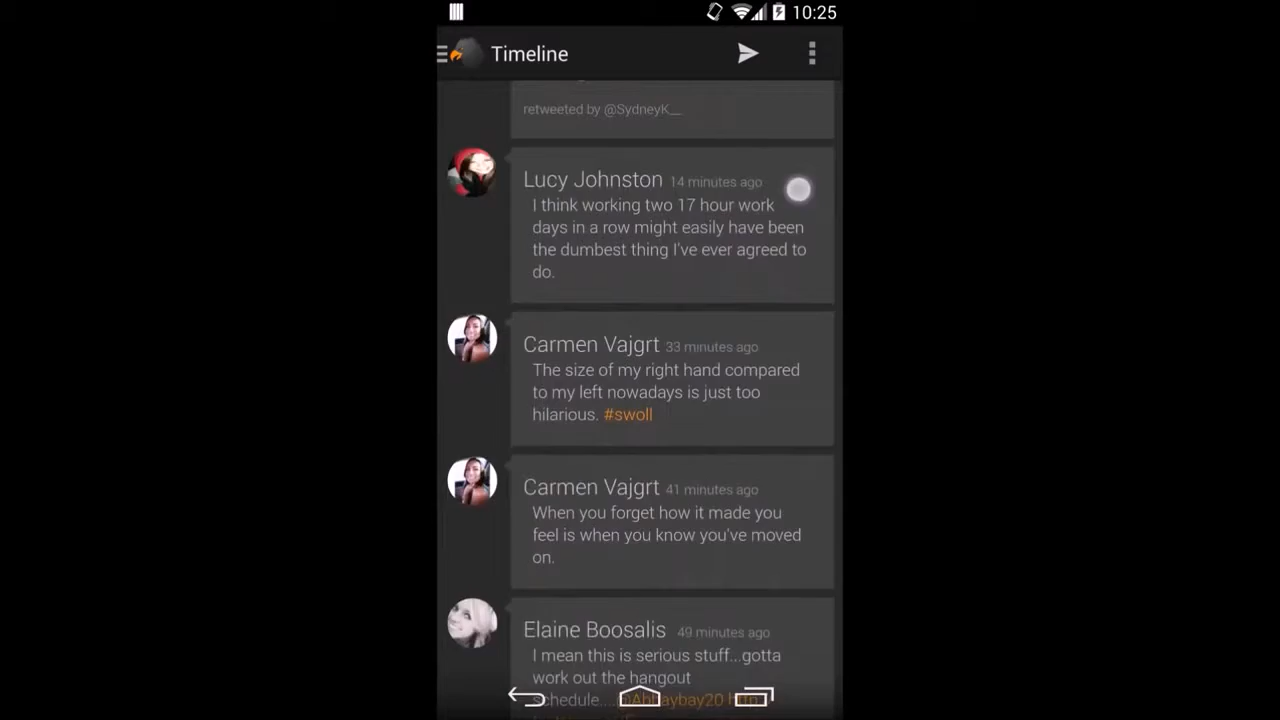 10:25
Timeline
retweeted by @SydneyK__
Lucy Johnston 14 minutes ago
I think working two 17 hour work
days in a row might easily have been
the dumbest thing I've ever agreed to
do.
Carmen Vajgrt 33 minutes ago
The size of my right hand compared
to my left nowadays is just too
hilarious. #swoll
Carmen Vajgrt 41 minutes ago
When you forget how it made you
feel is when you know you've moved
on.
Elaine Boosalis 49 minutes ago
I mean this is serious stuff...gotta
work out the hangout
schedule....@Abhaybay20 http